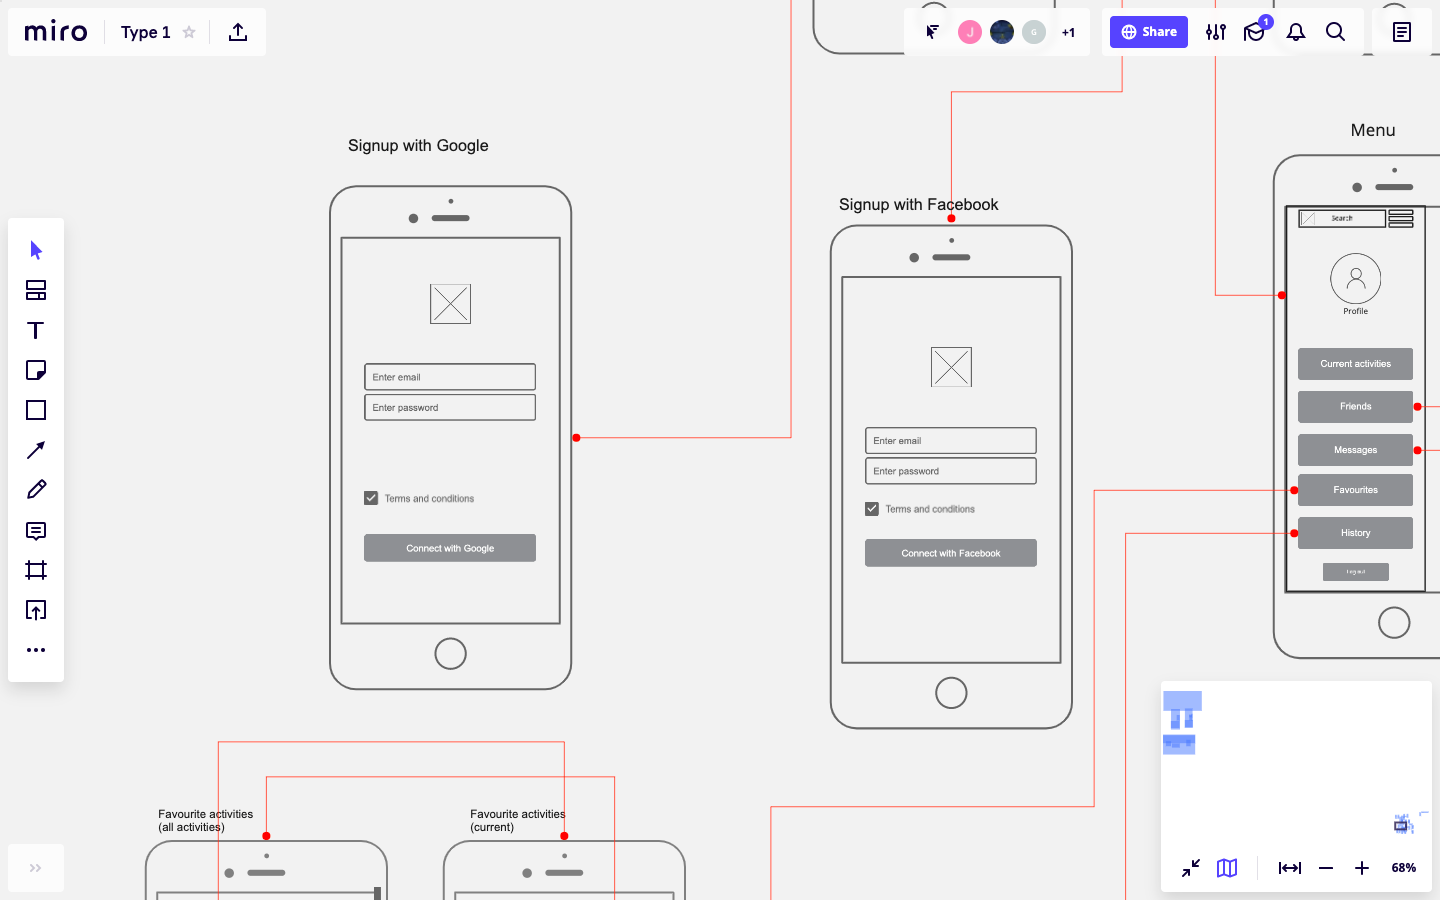 miro
Type 1
J
G
+1
Share
1
Signup with Google
Enter email
Enter password
Terms and conditions
Connect with Google
Signup with Facebook
Enter email
Enter password
Terms and conditions
Connect with Facebook
Menu
Search
Profile
Current activities
Friends
Messages
Favourites
History
Logout
Favourite activities
(all activities)
Favourite activities
(current)
68%